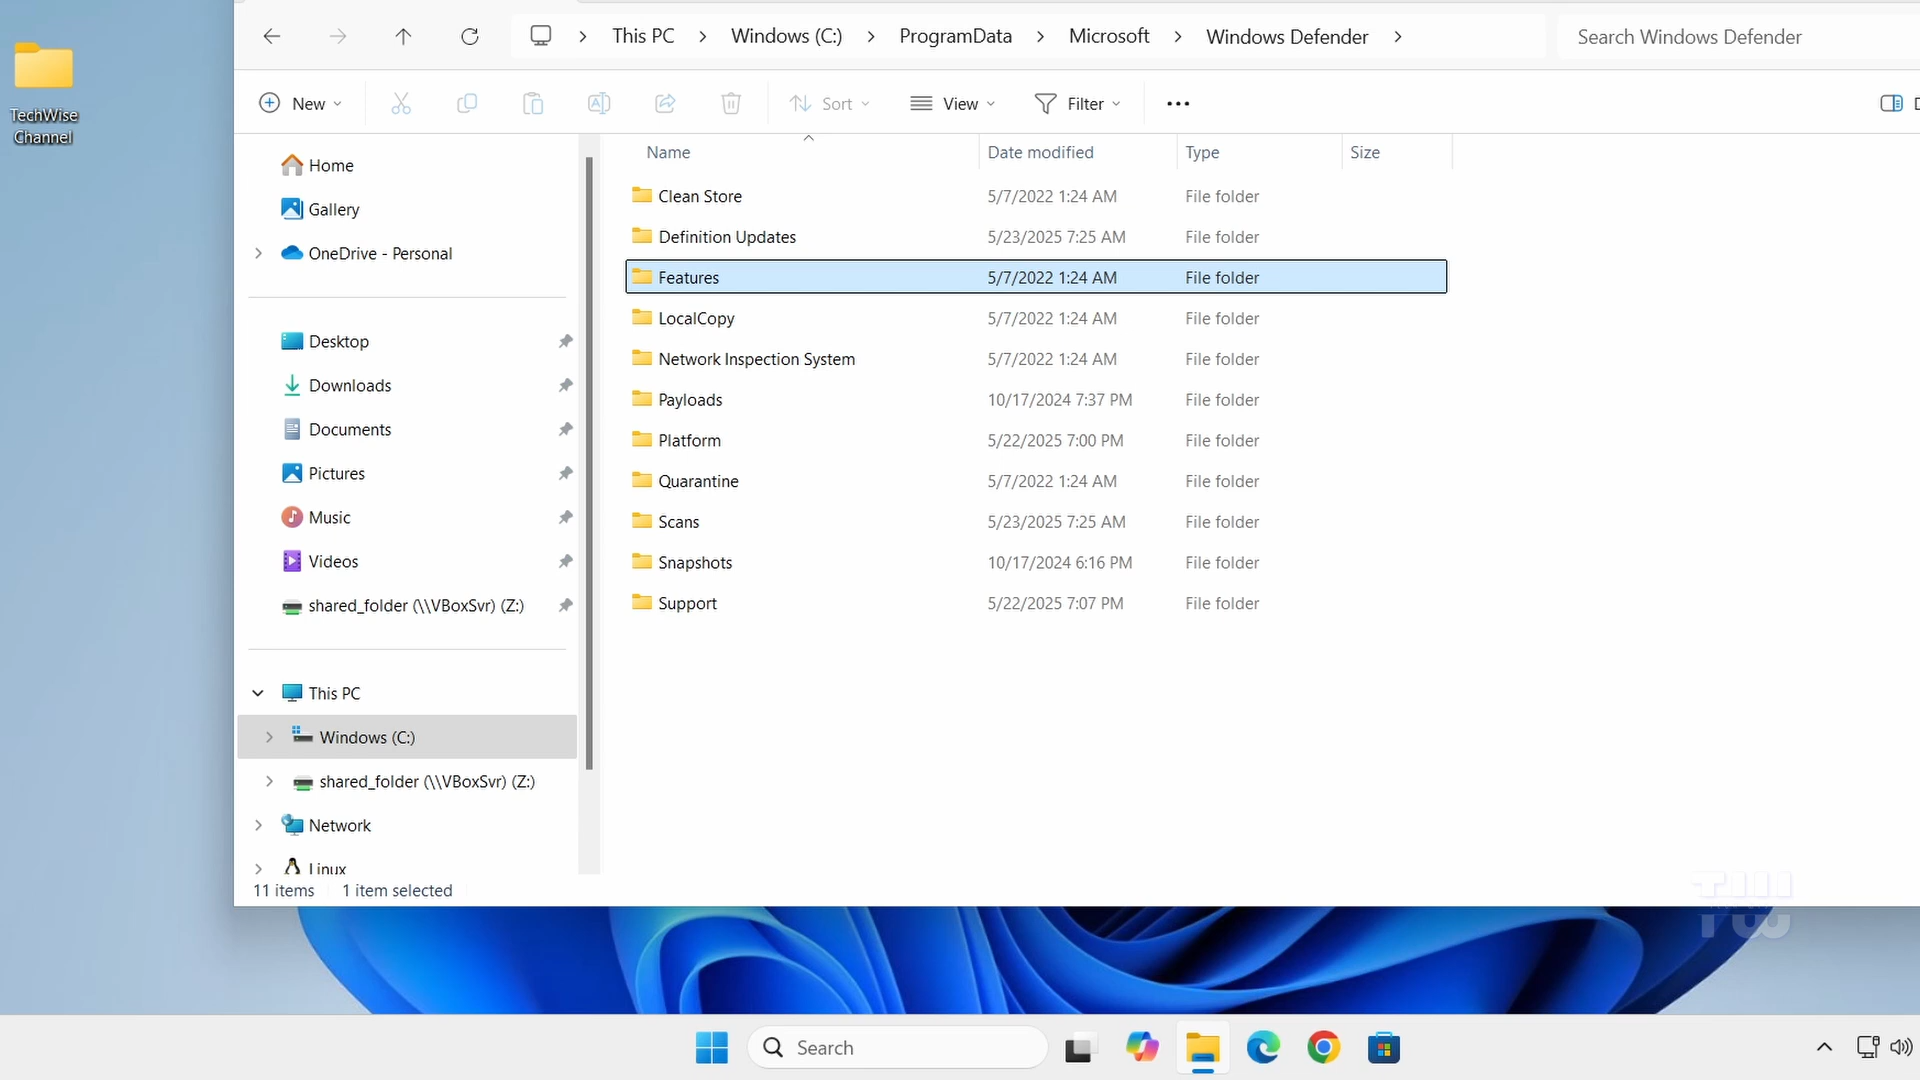 This PC
Windows (C:)
ProgramData
Microsoft
Windows Defender
Search Windows Defender
TechWise
Channel
New
Sort
View
Filter
Name
Date modified
Type
Size
Home
Gallery
OneDrive - Personal
Desktop
Downloads
Documents
Pictures
Music
Videos
shared_folder (\\VBoxSvr) (Z:)
This PC
Windows (C:)
shared_folder (\\VBoxSvr) (Z:)
Network
Linux
Clean Store 5/7/2022 1:24 AM File folder
Definition Updates 5/23/2025 7:25 AM File folder
Features 5/7/2022 1:24 AM File folder
LocalCopy 5/7/2022 1:24 AM File folder
Network Inspection System 5/7/2022 1:24 AM File folder
Payloads 10/17/2024 7:37 PM File folder
Platform 5/22/2025 7:00 PM File folder
Quarantine 5/7/2022 1:24 AM File folder
Scans 5/23/2025 7:25 AM File folder
Snapshots 10/17/2024 6:16 PM File folder
Support 5/22/2025 7:07 PM File folder
11 items 1 item selected
Search